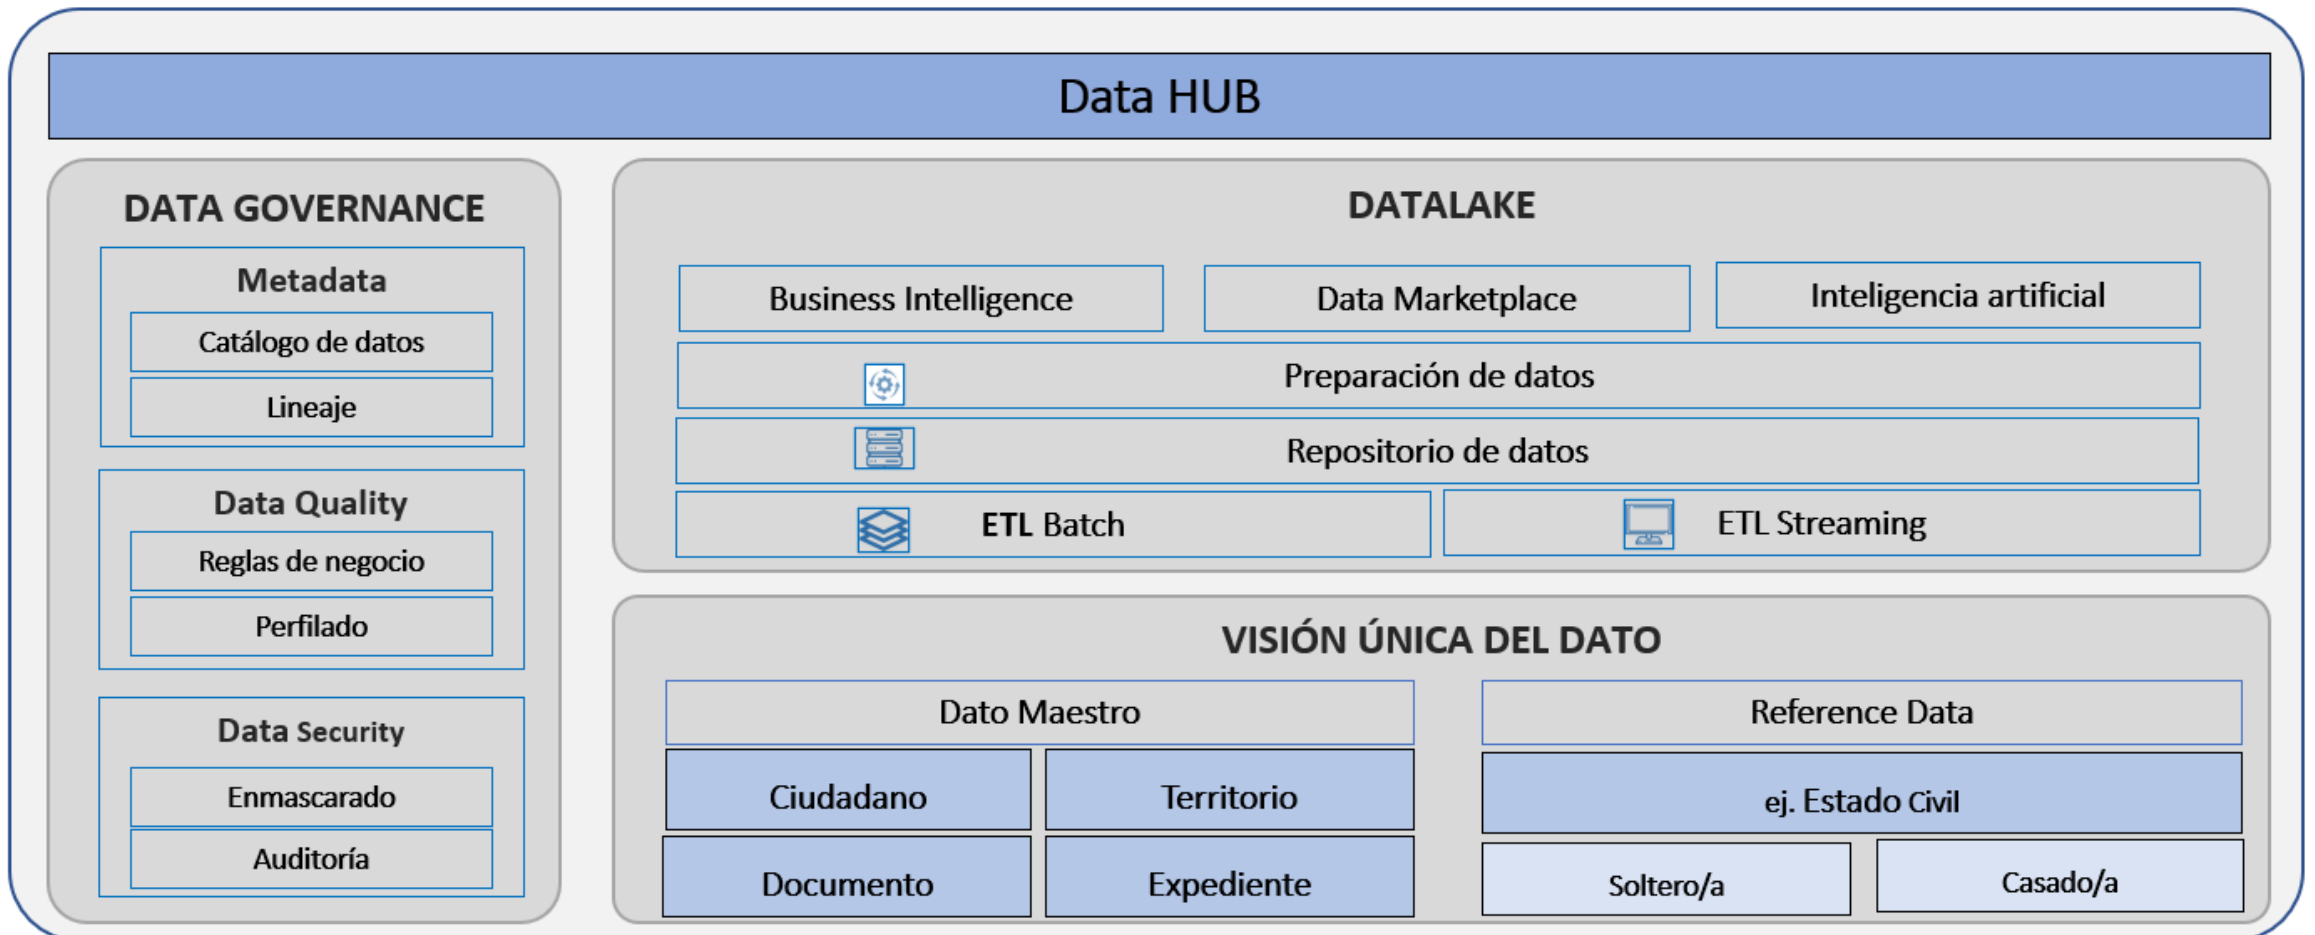 Data HUB
DATA GOVERNANCE
Metadata
Catálogo de datos
Lineaje
Data Quality
Reglas de negocio
Perfilado
Data Security
Enmascarado
Auditoría
DATALAKE
Business Intelligence
Data Marketplace
Inteligencia artificial
Preparación de datos
Repositorio de datos
ETL Batch
ETL Streaming
VISIÓN ÚNICA DEL DATO
Dato Maestro
Ciudadano
Territorio
Documento
Expediente
Reference Data
ej. Estado Civil
Soltero/a
Casado/a